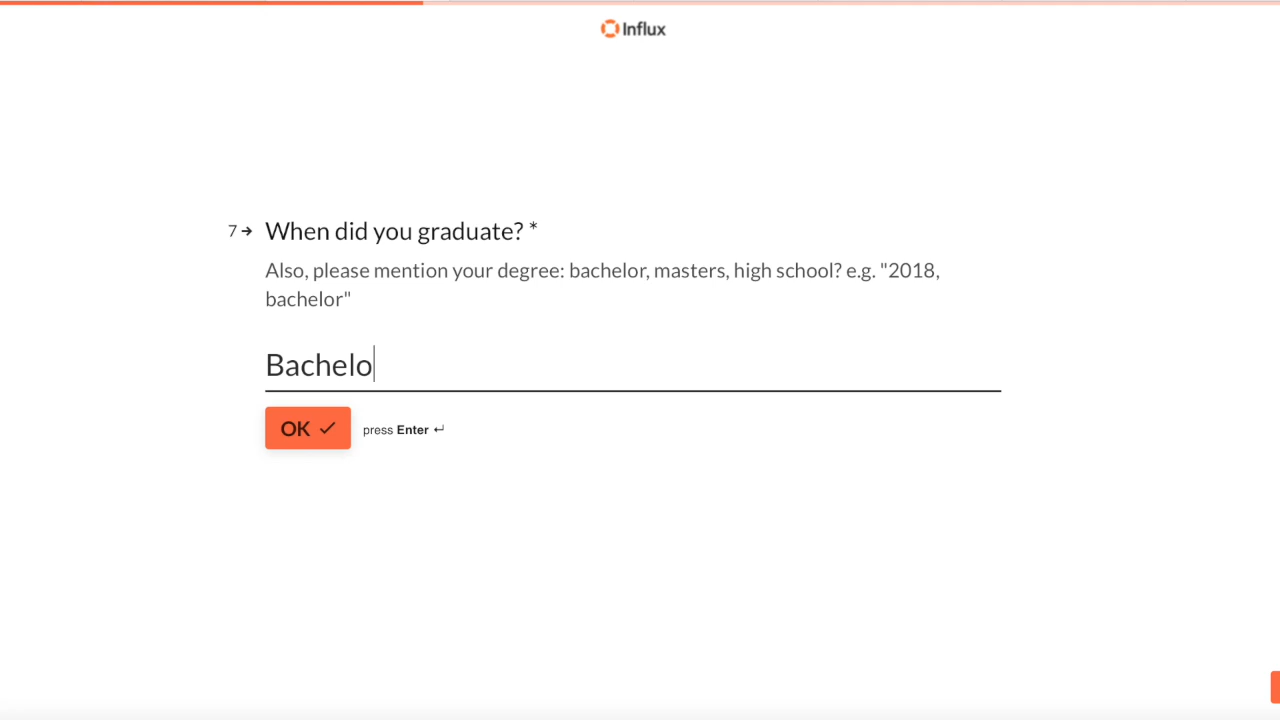 Influx
7 When did you graduate? *
Also, please mention your degree: bachelor, masters, high school? e.g. "2018,
bachelor"
Bachelo
OK press Enter ↵